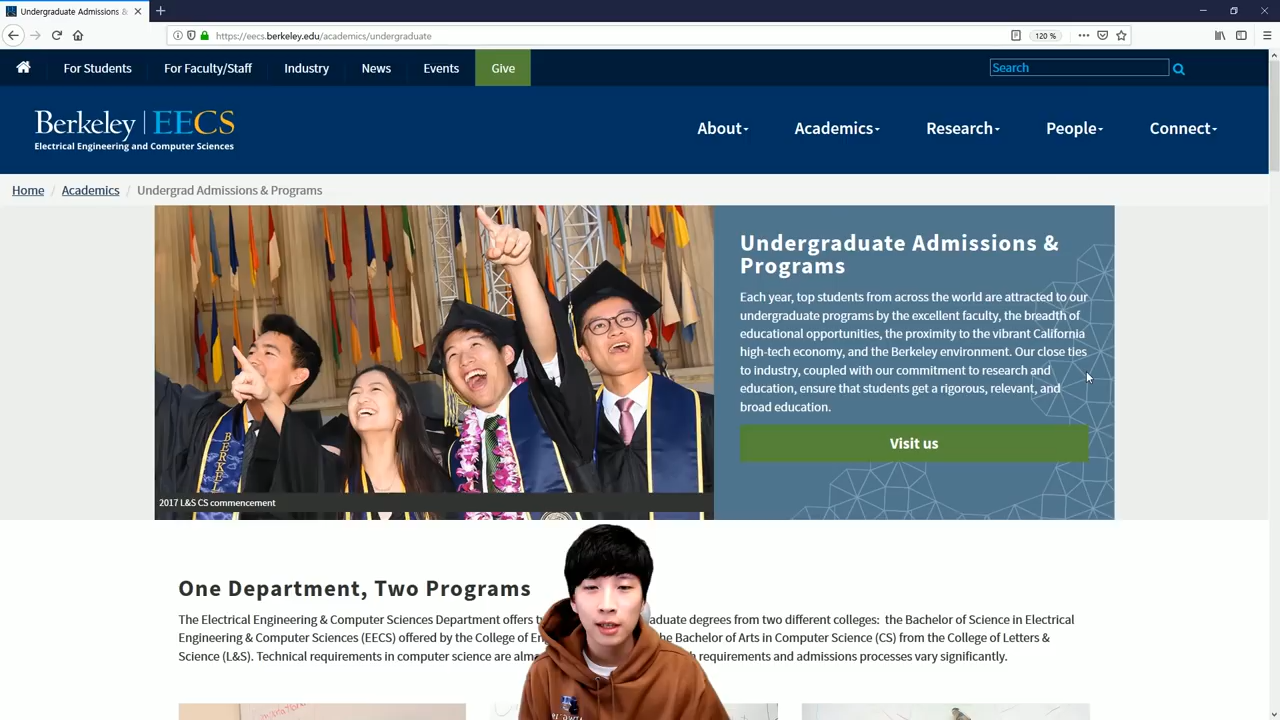 Undergraduate Admissions &
https://eecs.berkeley.edu/academics/undergraduate
120 %
For Students
For Faculty/Staff
Industry
News
Events
Give
Search
Berkeley | EECS
Electrical Engineering and Computer Sciences
About
Academics
Research
People
Connect
Home / Academics / Undergrad Admissions & Programs
Undergraduate Admissions &
Programs
Each year, top students from across the world are attracted to our
undergraduate programs by the excellent faculty, the breadth of
educational opportunities, the proximity to the vibrant California
high-tech economy, and the Berkeley environment. Our close ties
to industry, coupled with our commitment to research and
education, ensure that students get a rigorous, relevant, and
broad education.
Visit us
2017 L&S CS commencement
One Department, Two Programs
The Electrical Engineering & Computer Sciences Department offers graduate degrees from two different colleges: the Bachelor of Science in Electrical
Engineering & Computer Sciences (EECS) offered by the College of the Bachelor of Arts in Computer Science (CS) from the College of Letters &
Science (L&S). Technical requirements in computer science are requirements and admissions processes vary significantly.